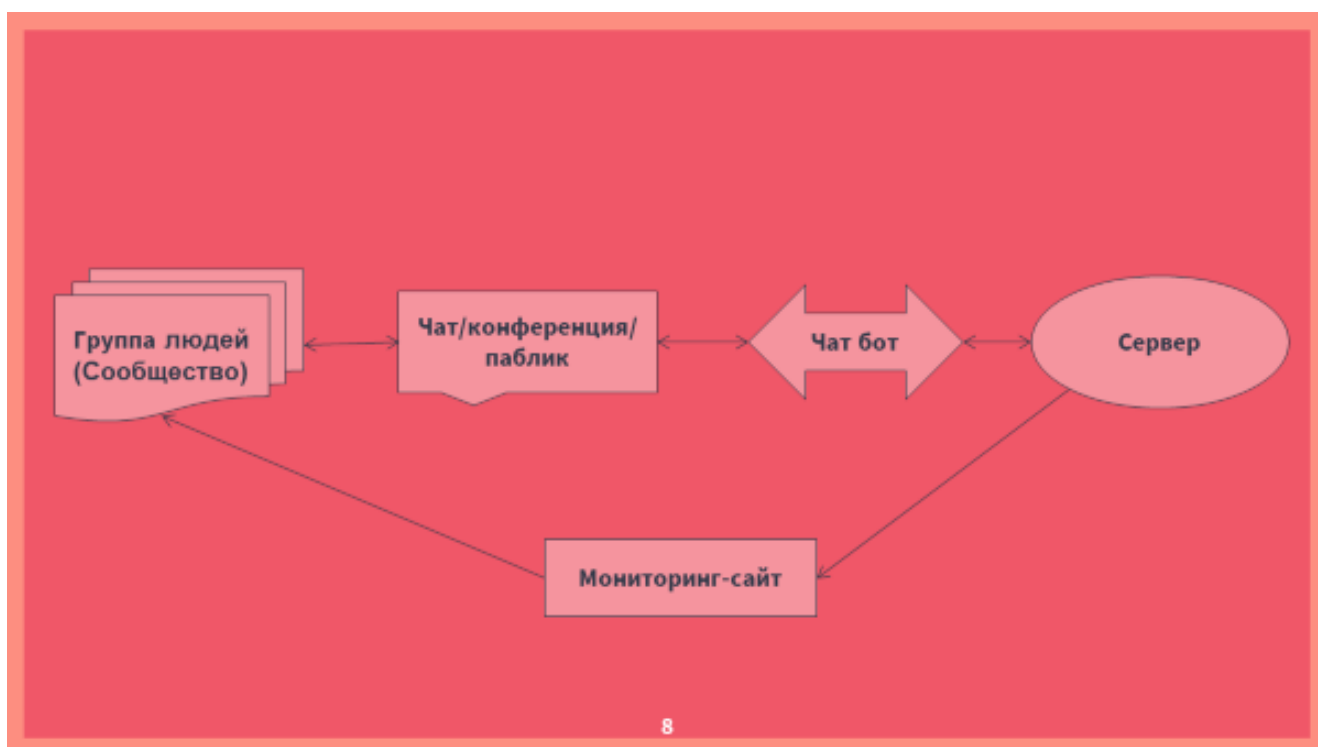 Группа людей
(Сообщество)
Чат/конференция/
паблик
Чат бот
Сервер
Мониторинг-сайт
8